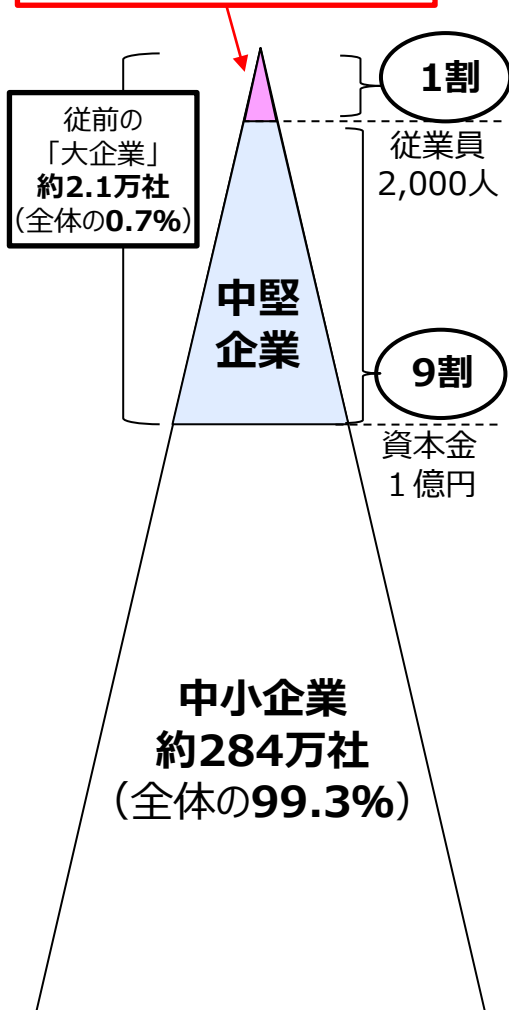 1割
従業員
2,000人
従前の
「大企業」
約2.1万社
（全体の0.7%）
中堅
企業
9割
資本金
１億円
中小企業
約284万社
（全体の99.3%）